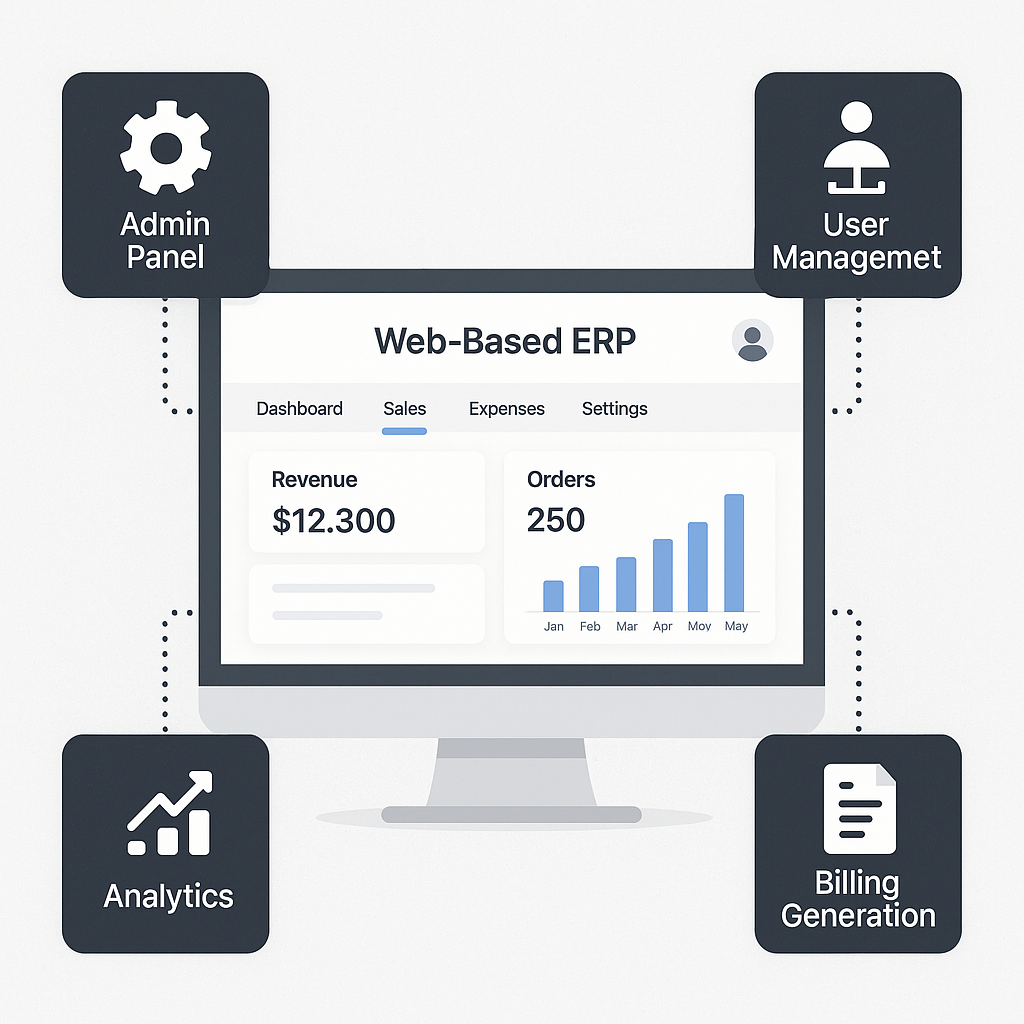 Admin
Panel
User
Managemet
Web-Based ERP
Dashboard Sales Expenses Settings
Revenue
$12.300
Orders
250
Jan Feb Mar Apr Mov May
Analytics
Billing
Generation